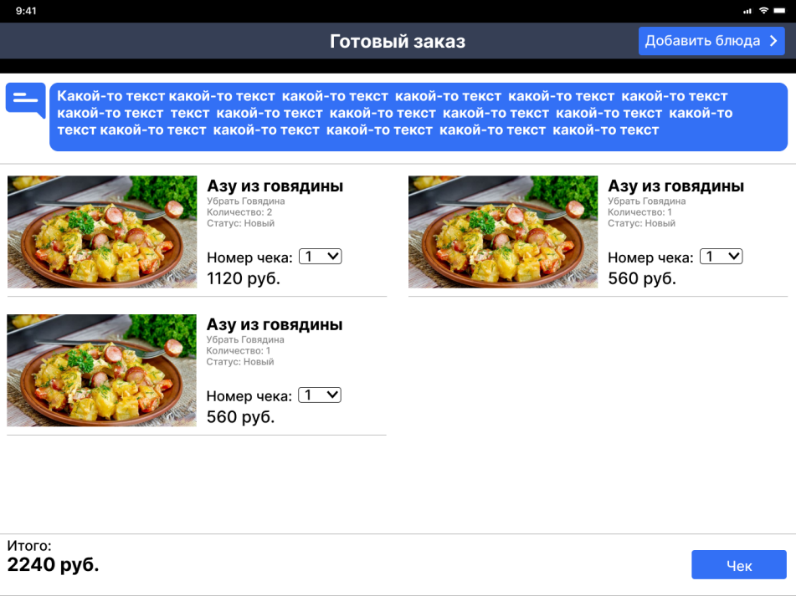 9:41
Готовый заказ
Добавить блюда
Какой-то текст какой-то текст какой-то текст какой-то текст какой-то текст какой-то текст
какой-то текст текст какой-то текст какой-то текст какой-то текст какой-то текст какой-то
текст какой-то текст какой-то текст какой-то текст какой-то текст какой-то текст
Азу из говядины
Убрать Говядина
Количество: 2
Статус: Новый
Номер чека: 1
1120 руб.
Азу из говядины
Убрать Говядина
Количество: 1
Статус: Новый
Номер чека: 1
560 руб.
Азу из говядины
Убрать Говядина
Количество: 1
Статус: Новый
Номер чека: 1
560 руб.
Итого:
2240 руб.
Чек